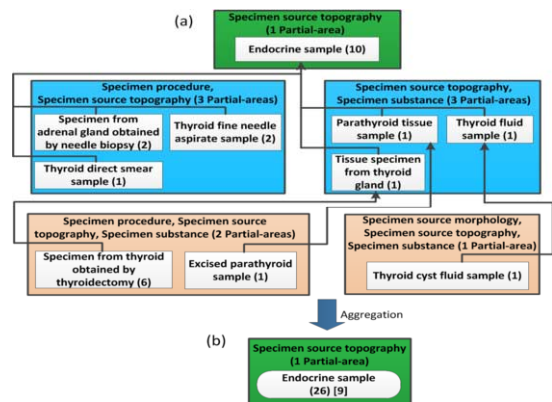 (a)
Specimen source topography
(1 Partial-area)
Endocrine sample (10)
Specimen procedure,
Specimen source topography (3 Partial-areas)
Specimen from
adrenal gland obtained
by needle biopsy (2)
Thyroid fine needle
aspirate sample (2)
Thyroid direct smear
sample (1)
Specimen source topography,
Specimen substance (3 Partial-areas)
Parathyroid tissue
sample (1)
Thyroid fluid
sample (1)
Tissue specimen
from thyroid
gland (1)
Specimen procedure, Specimen source
topography, Specimen substance (2 Partial-areas)
Specimen from thyroid
obtained by
thyroidectomy (6)
Excised parathyroid
sample (1)
Specimen source morphology,
Specimen source topography,
Specimen substance (1 Partial-area)
Thyroid cyst fluid sample (1)
Aggregation
(b)
Specimen source topography
(1 Partial-area)
Endocrine sample
(26) [9]